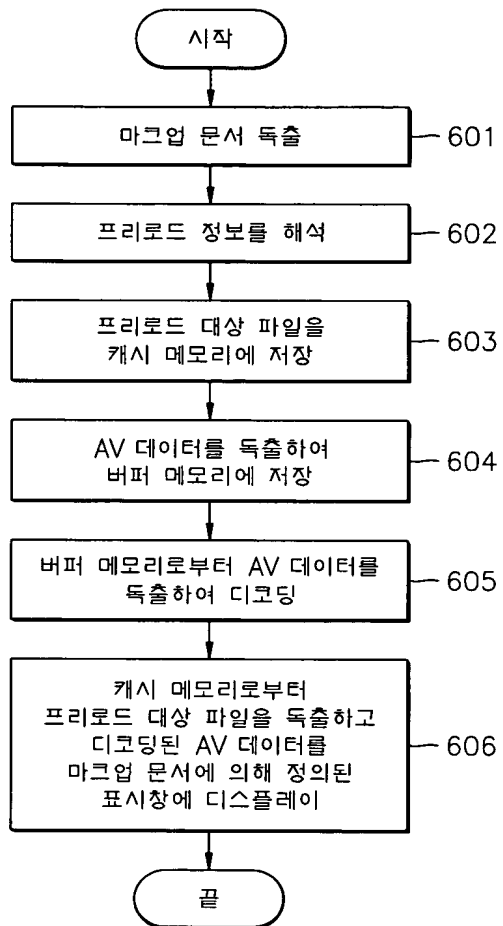 시작
마크업 문서 독출
601
프리로드 정보를 해석
602
프리로드 대상 파일을
캐시 메모리에 저장
603
AV 데이터를 독출하여
버퍼 메모리에 저장
604
버퍼 메모리로부터 AV 데이터를
독출하여 디코딩
605
캐시 메모리로부터
프리로드 대상 파일을 독출하고
디코딩된 AV 데이터를
마크업 문서에 의해 정의된
표시창에 디스플레이
606
끝